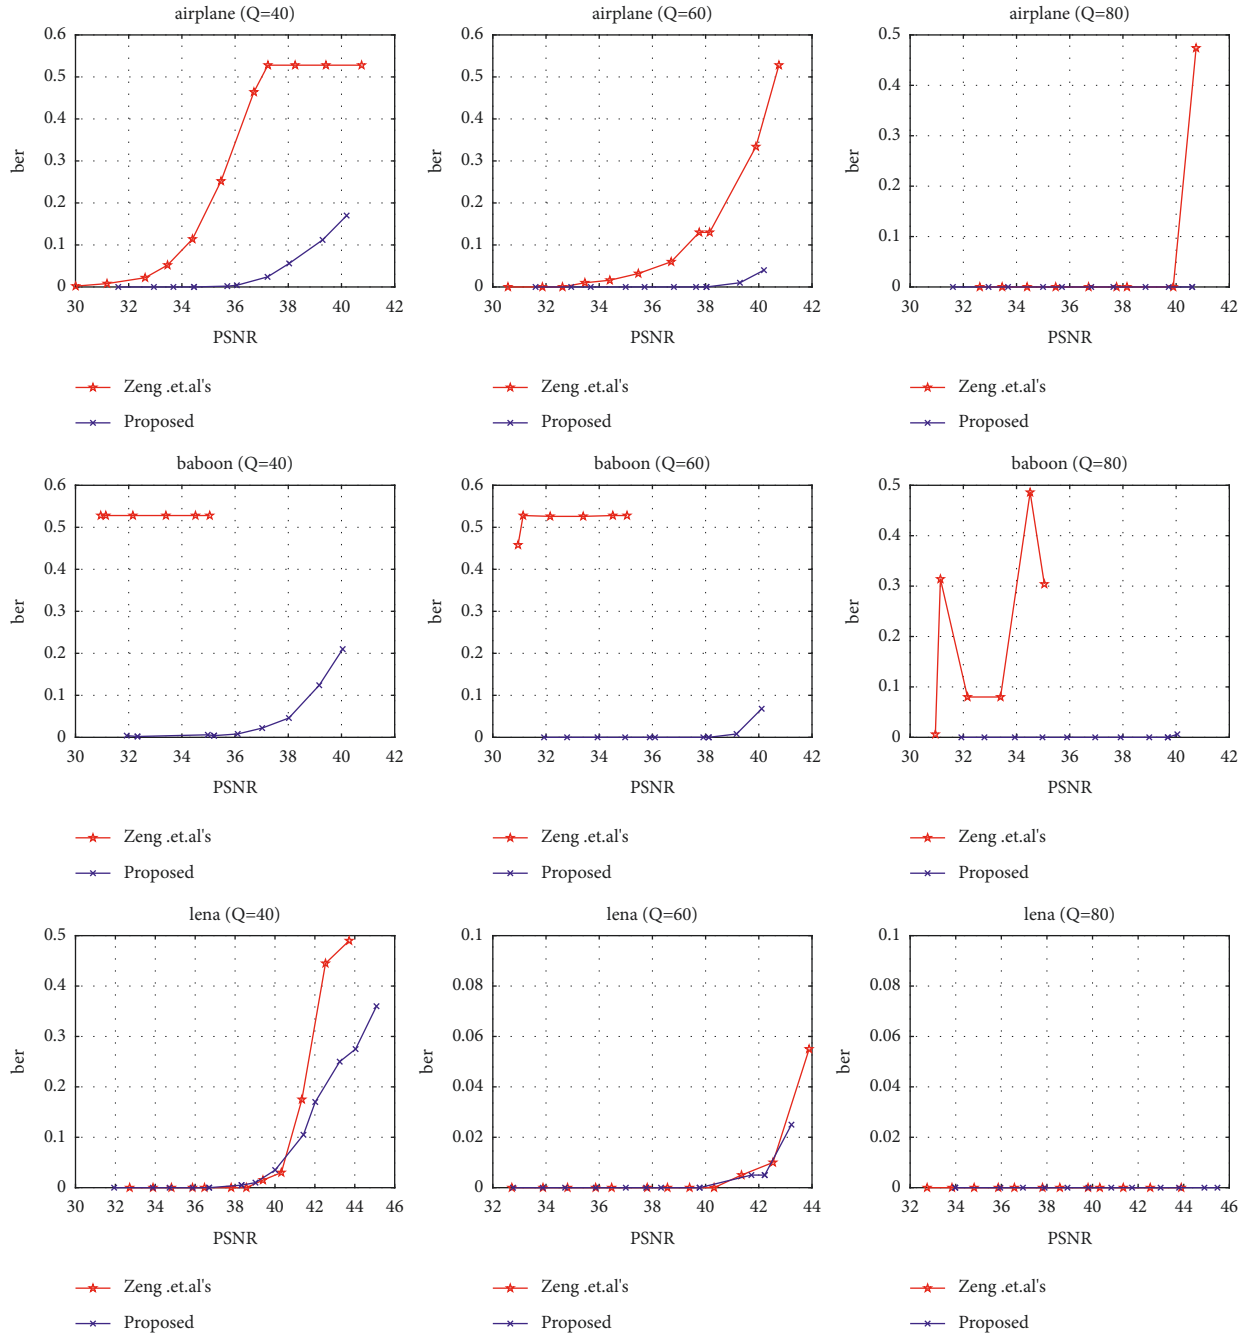 airplane (Q=40)
0.6
0.5
0.4
0.3
0.2
0.1
0
ber
30 32 34 36 38 40 42
PSNR
Zeng .et.al's
Proposed
airplane (Q=60)
0.6
0.5
0.4
0.3
0.2
0.1
0
ber
30 32 34 36 38 40 42
PSNR
Zeng .et.al's
Proposed
airplane (Q=80)
0.5
0.4
0.3
0.2
0.1
0
ber
30 32 34 36 38 40 42
PSNR
Zeng .et.al's
Proposed
baboon (Q=40)
0.6
0.5
0.4
0.3
0.2
0.1
0
ber
30 32 34 36 38 40 42
PSNR
Zeng .et.al's
Proposed
baboon (Q=60)
0.6
0.5
0.4
0.3
0.2
0.1
0
ber
30 32 34 36 38 40 42
PSNR
Zeng .et.al's
Proposed
baboon (Q=80)
0.5
0.4
0.3
0.2
0.1
0
ber
30 32 34 36 38 40 42
PSNR
Zeng .et.al's
Proposed
lena (Q=40)
0.5
0.4
0.3
0.2
0.1
0
ber
30 32 34 36 38 40 42 44 46
PSNR
Zeng .et.al's
Proposed
lena (Q=60)
0.1
0.08
0.06
0.04
0.02
0
ber
32 34 36 38 40 42 44
PSNR
Zeng .et.al's
Proposed
lena (Q=80)
0.1
0.08
0.06
0.04
0.02
0
ber
32 34 36 38 40 42 44 46
PSNR
Zeng .et.al's
Proposed